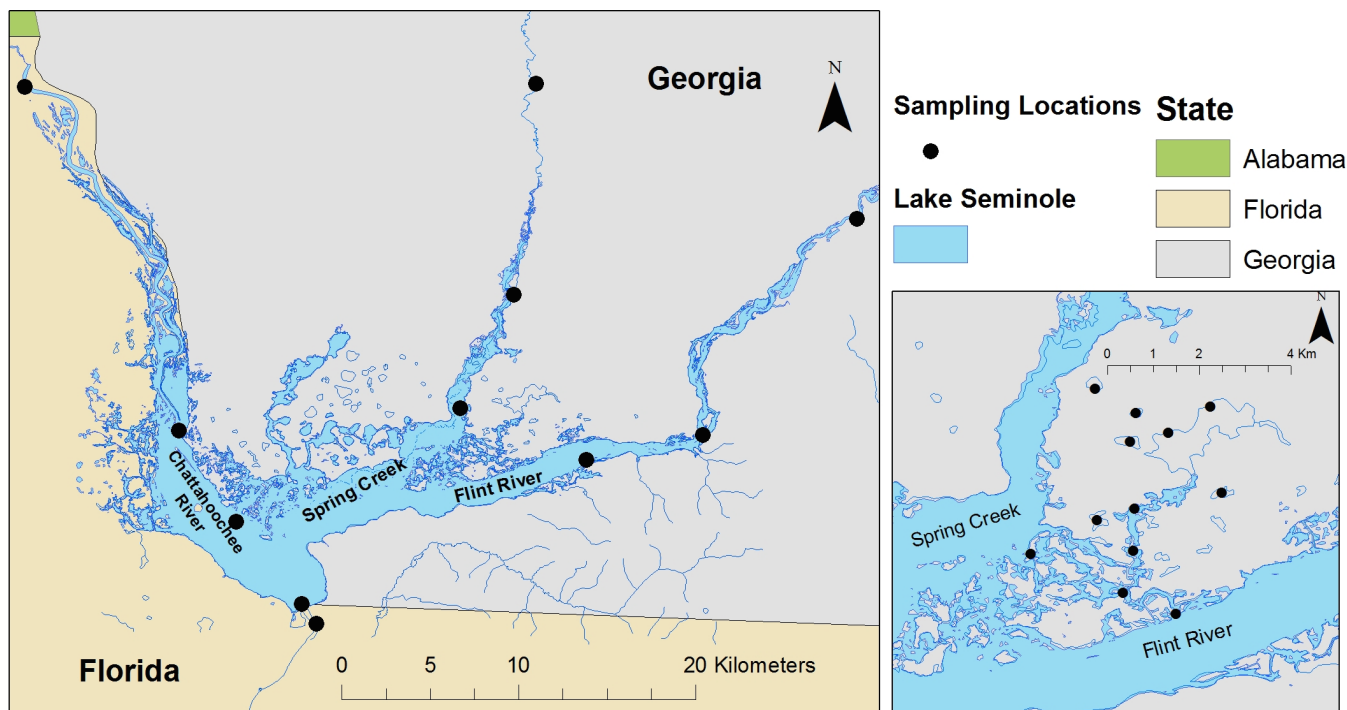 Georgia
N
Chattahoochee
River
Spring Creek
Flint River
Florida
0 5 10 20 Kilometers
Sampling Locations
Lake Seminole
State
Alabama
Florida
Georgia
N
0 1 2 4 Km
Spring Creek
Flint River